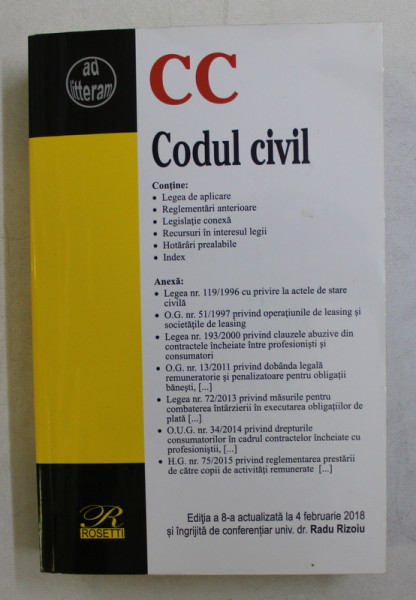 ad
litteram
CC
Codul civil
Conține:
• Legea de aplicare
• Reglementări anterioare
• Legislație conexă
• Recursuri în interesul legii
• Hotărâri prealabile
• Index
Anexă:
• Legea nr. 119/1996 cu privire la actele de stare
civilă
• O.G. nr. 51/1997 privind operațiunile de leasing și
societățile de leasing
• Legea nr. 193/2000 privind clauzele abuzive din
contractele încheiate între profesioniști și
consumatori
• O.G. nr. 13/2011 privind dobânda legală
remuneratorie și penalizatoare pentru obligații
bănești, [...]
• Legea nr. 72/2013 privind măsurile pentru
combaterea întârzierii în executarea obligațiilor de
plată [...]
• O.U.G. nr. 34/2014 privind drepturile
consumatorilor în cadrul contractelor încheiate cu
profesioniștii, [...]
• H.G. nr. 75/2015 privind reglementarea prestării
de către copii de activități remunerate [...]
Ediția a 8-a actualizată la 4 februarie 2018
și îngrijită de conferențiar univ. dr. Radu Rizoiu
R
ROSETTI